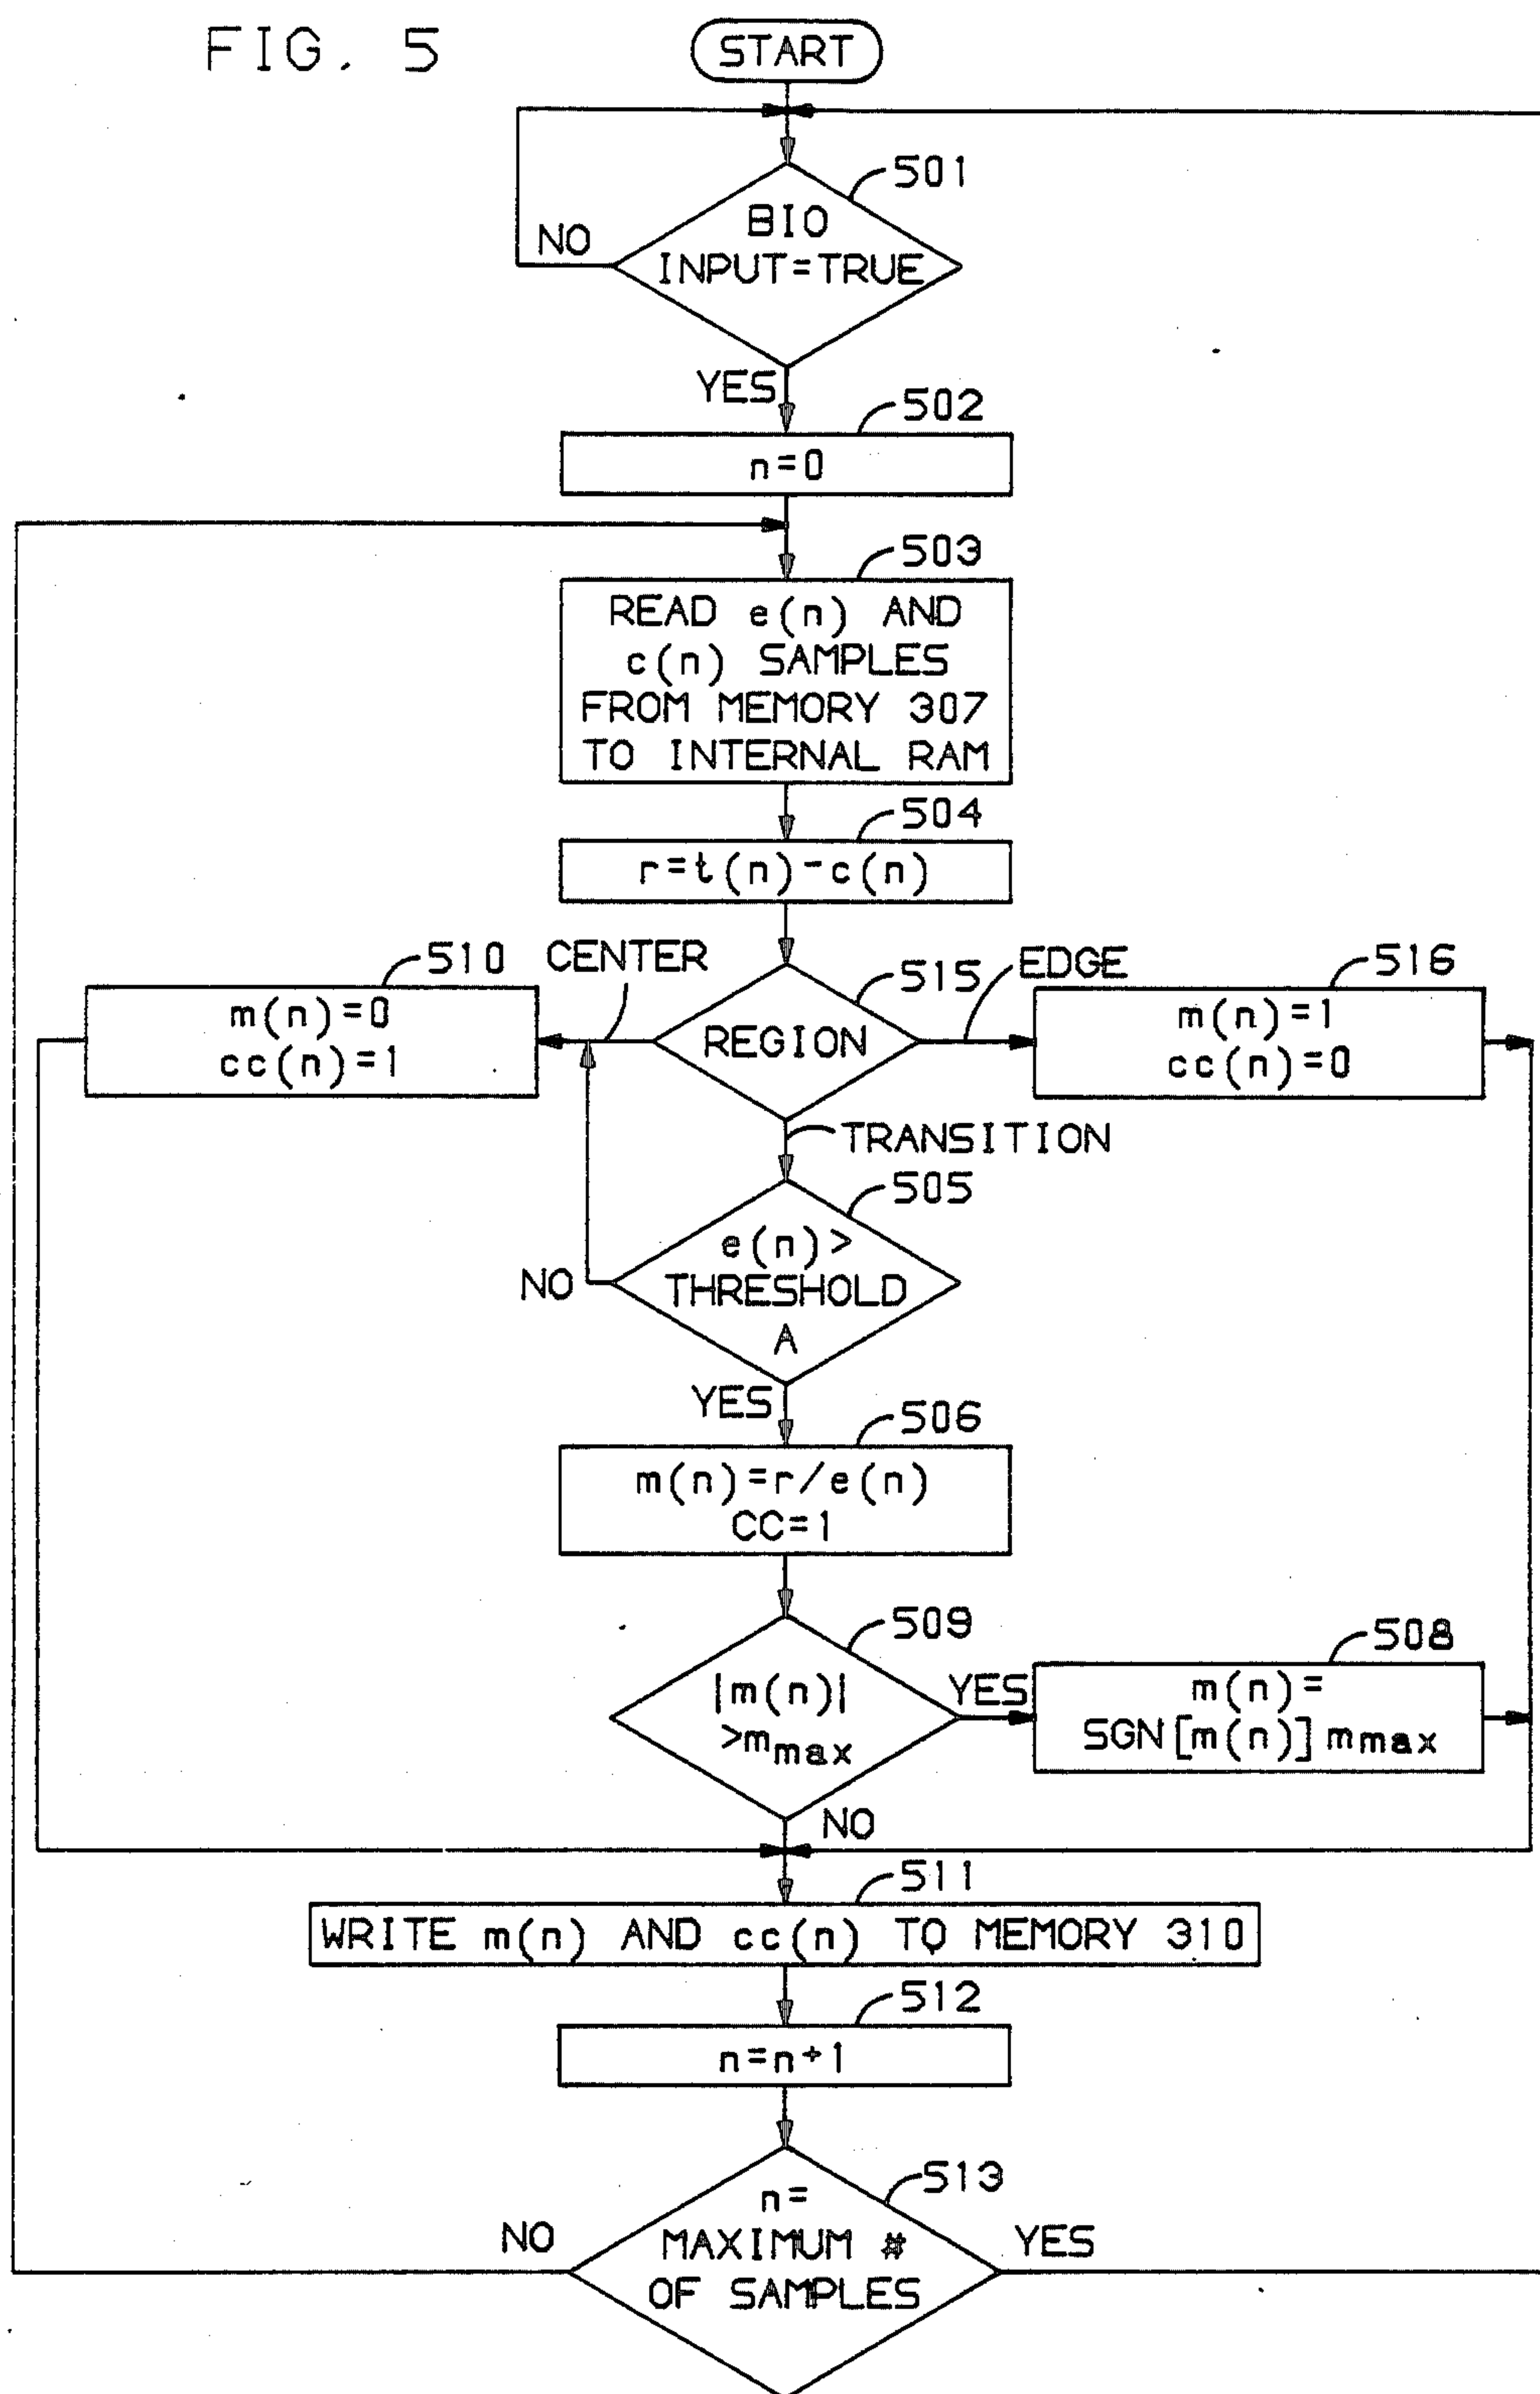 FIG. 5
START
501
BIO
INPUT=TRUE
NO
YES
502
n=0
503
READ e(n) AND
c(n) SAMPLES
FROM MEMORY 307
TO INTERNAL RAM
504
r=t(n)-c(n)
510
CENTER
515
EDGE
516
m(n)=0
cc(n)=1
REGION
m(n)=1
cc(n)=0
TRANSITION
505
e(n)>
THRESHOLD
A
NO
YES
506
m(n)=r/e(n)
CC=1
509
|m(n)|
>mmax
YES
508
m(n)=
SGN[m(n)]mmax
NO
511
WRITE m(n) AND cc(n) TO MEMORY 310
512
n=n+1
513
n=
MAXIMUM #
OF SAMPLES
NO
YES